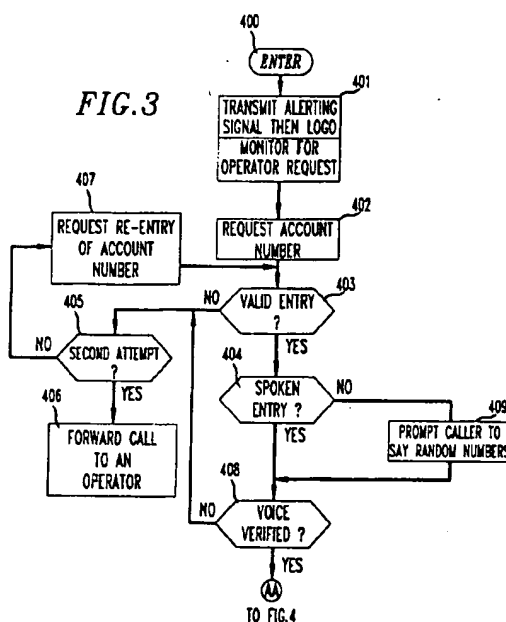 400
ENTER
FIG.3
401
TRANSMIT ALERTING
SIGNAL THEN LOGO
MONITOR FOR
OPERATOR REQUEST
407
REQUEST RE-ENTRY
OF ACCOUNT
NUMBER
402
REQUEST ACCOUNT
NUMBER
403
NO
VALID ENTRY
?
YES
405
NO
SECOND ATTEMPT
?
YES
404
SPOKEN
ENTRY ?
NO
YES
409
PROMPT CALLER TO
SAY RANDOM NUMBERS
406
FORWARD CALL
TO AN
OPERATOR
408
NO
VOICE
VERIFIED ?
YES
AA
TO FIG.4